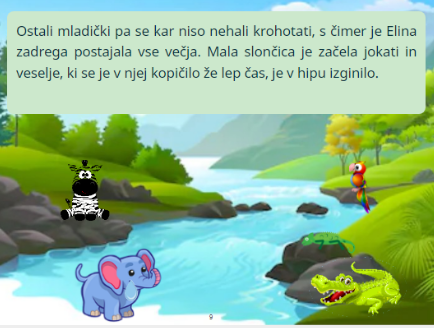 Ostali mladički pa se kar niso nehali krohotati, s čimer je Elina
zadrega postajala vse večja. Mala slončica je začela jokati in
veselje, ki se je v njej kopičilo že lep čas, je v hipu izginilo.
9